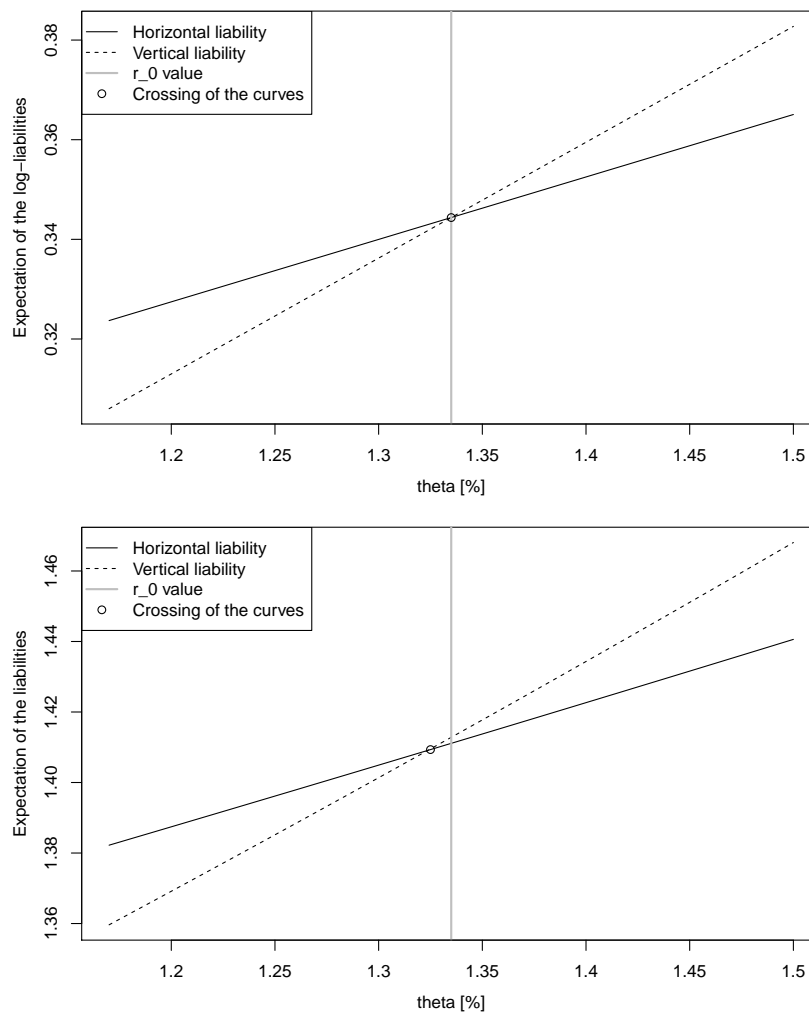 Horizontal liability
Vertical liability
r_0 value
Crossing of the curves
Expectation of the log−liabilities
0.38
0.36
0.34
0.32
1.2 1.25 1.3 1.35 1.4 1.45 1.5
theta [%]
Horizontal liability
Vertical liability
r_0 value
Crossing of the curves
Expectation of the liabilities
1.46
1.44
1.42
1.40
1.38
1.36
1.2 1.25 1.3 1.35 1.4 1.45 1.5
theta [%]